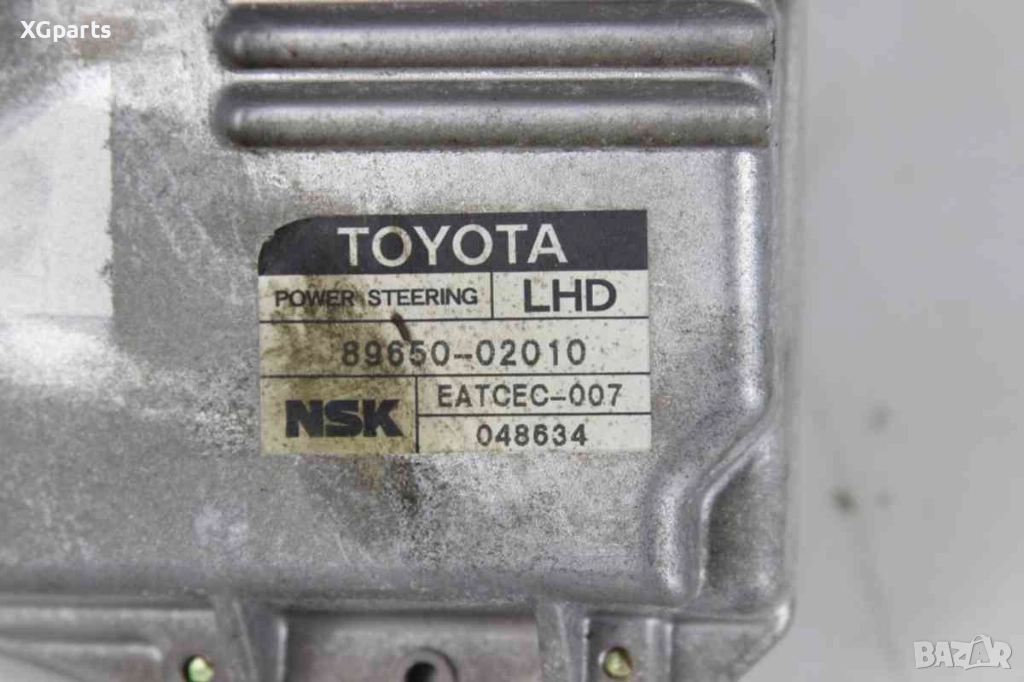 XGparts
TOYOTA
POWER STEERING LHD
89650-02010
NSK EATCEC-007
048634
BAZAR